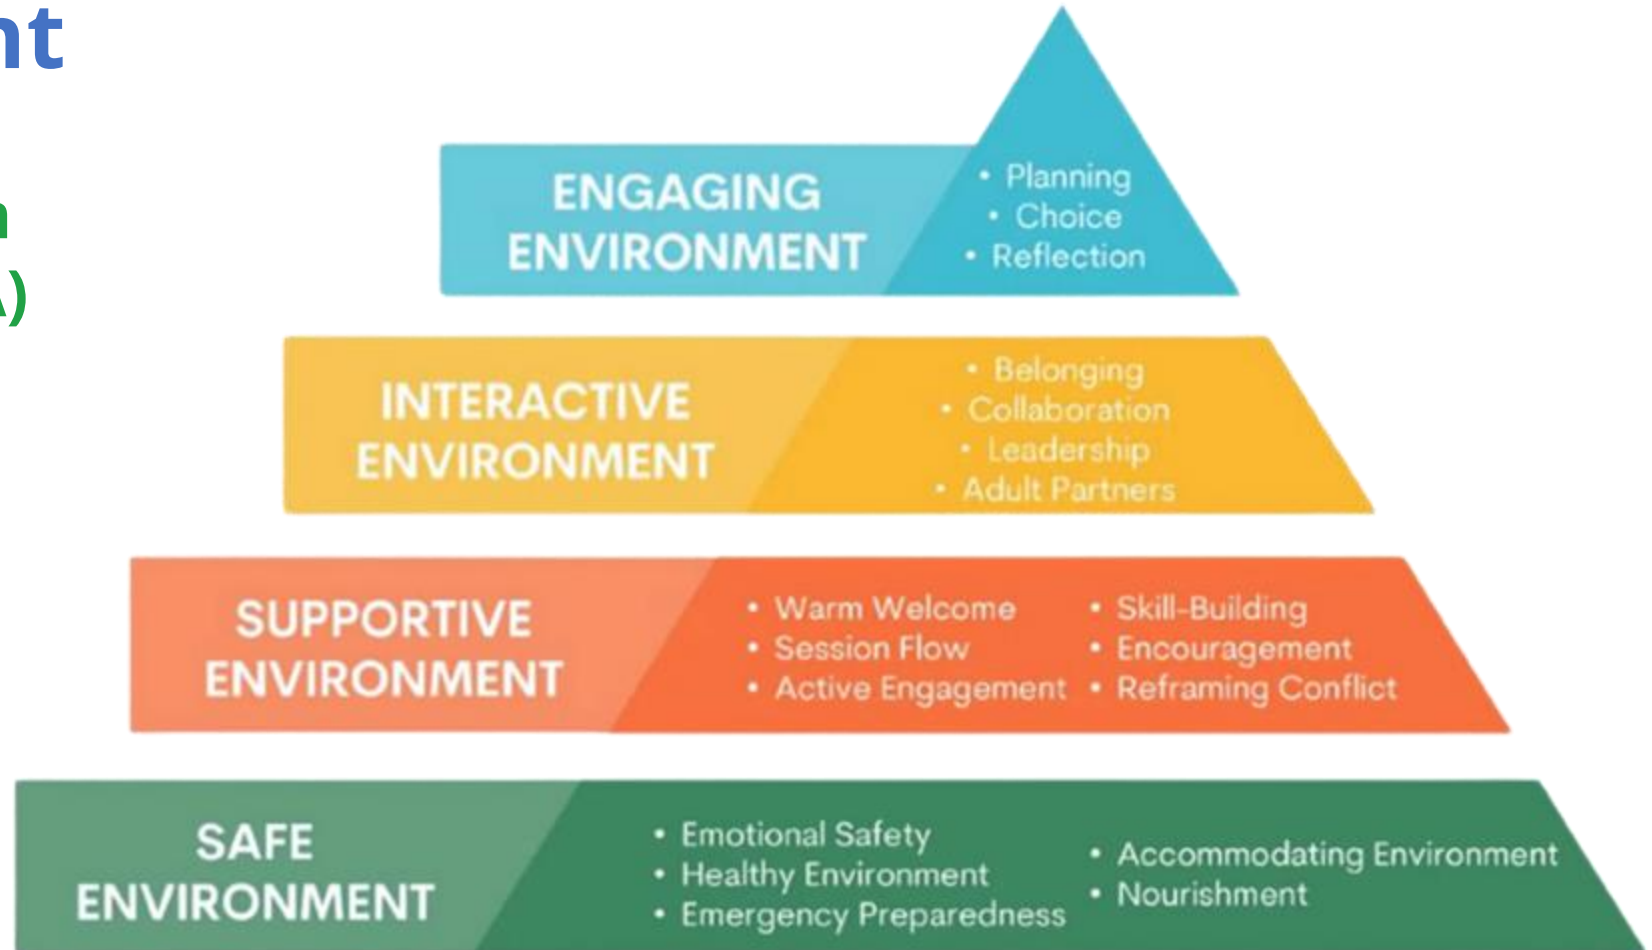 nt
n
A)
ENGAGING
ENVIRONMENT
• Planning
• Choice
• Reflection
INTERACTIVE
ENVIRONMENT
• Belonging
• Collaboration
• Leadership
• Adult Partners
SUPPORTIVE
ENVIRONMENT
• Warm Welcome
• Session Flow
• Active Engagement
• Skill-Building
• Encouragement
• Reframing Conflict
SAFE
ENVIRONMENT
• Emotional Safety
• Healthy Environment
• Emergency Preparedness
• Accommodating Environment
• Nourishment